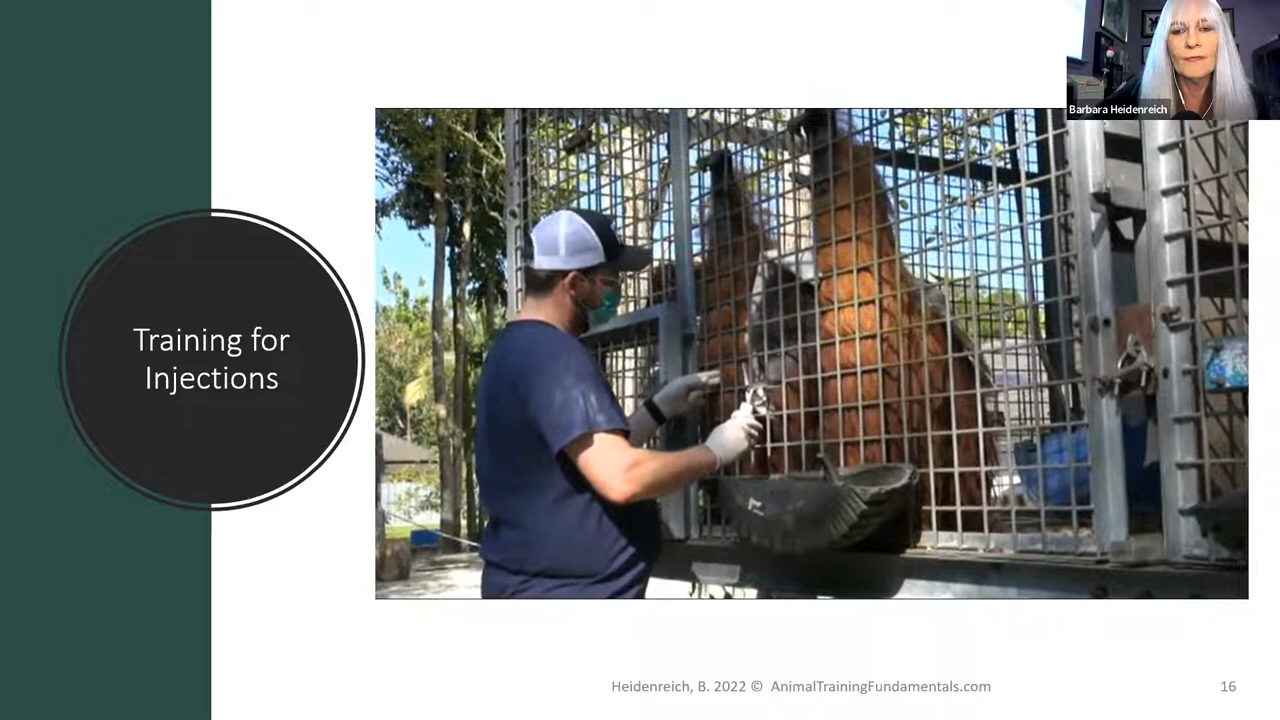 Barbara Heidenreich
Training for
Injections
Heidenreich, B. 2022 © AnimalTrainingFundamentals.com
16